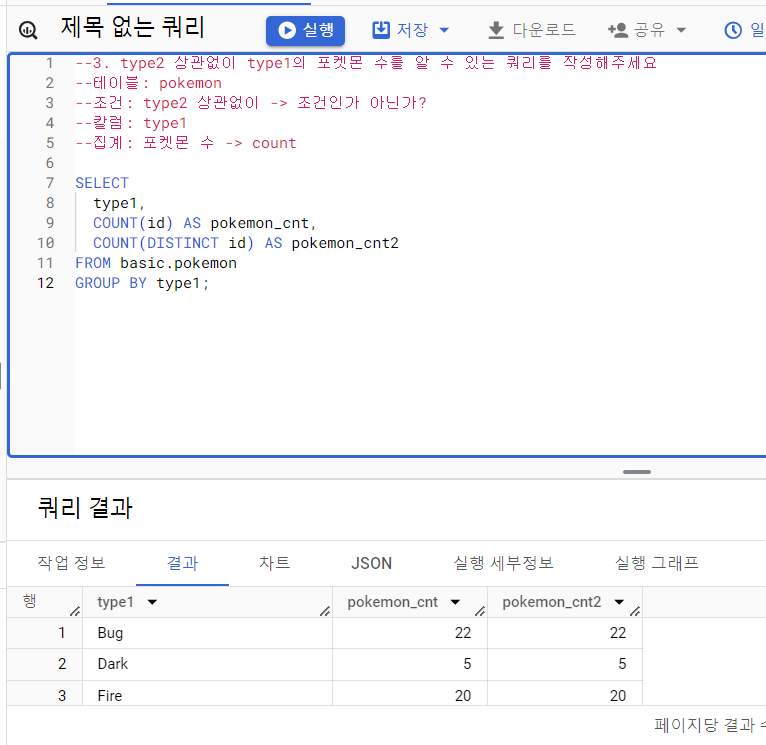 제목 없는 쿼리 실행 저장 다운로드 공유
1 --3. type2 상관없이 type1의 포켓몬 수를 알 수 있는 쿼리를 작성해주세요
2 --테이블: pokemon
3 --조건: type2 상관없이 -> 조건인가 아닌가?
4 --칼럼: type1
5 --집계: 포켓몬 수 -> count
6
7 SELECT
8 type1,
9 COUNT(id) AS pokemon_cnt,
10 COUNT(DISTINCT id) AS pokemon_cnt2
11 FROM basic.pokemon
12 GROUP BY type1;
쿼리 결과
작업 정보 결과 차트 JSON 실행 세부정보 실행 그래프
행 type1 pokemon_cnt pokemon_cnt2
1 Bug 22 22
2 Dark 5 5
3 Fire 20 20
페이지당 결과